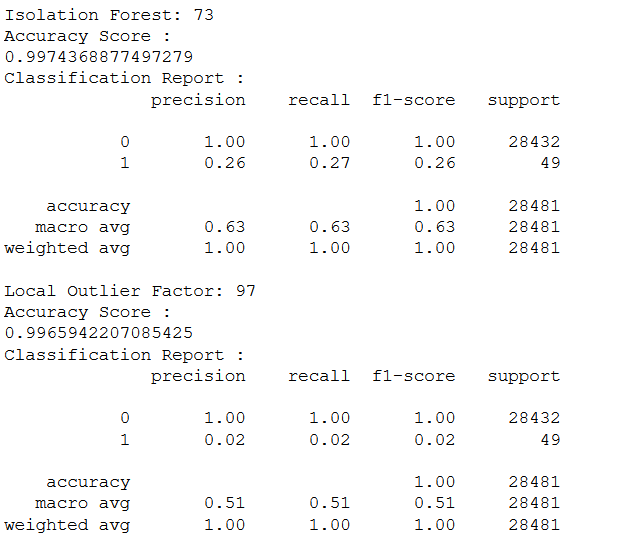 Isolation Forest: 73
Accuracy Score :
0.9974368877497279
Classification Report :
              precision    recall  f1-score   support

           0       1.00      1.00      1.00     28432
           1       0.26      0.27      0.26        49

    accuracy                           1.00     28481
   macro avg       0.63      0.63      0.63     28481
weighted avg       1.00      1.00      1.00     28481

Local Outlier Factor: 97
Accuracy Score :
0.9965942207085425
Classification Report :
              precision    recall  f1-score   support

           0       1.00      1.00      1.00     28432
           1       0.02      0.02      0.02        49

    accuracy                           1.00     28481
   macro avg       0.51      0.51      0.51     28481
weighted avg       1.00      1.00      1.00     28481